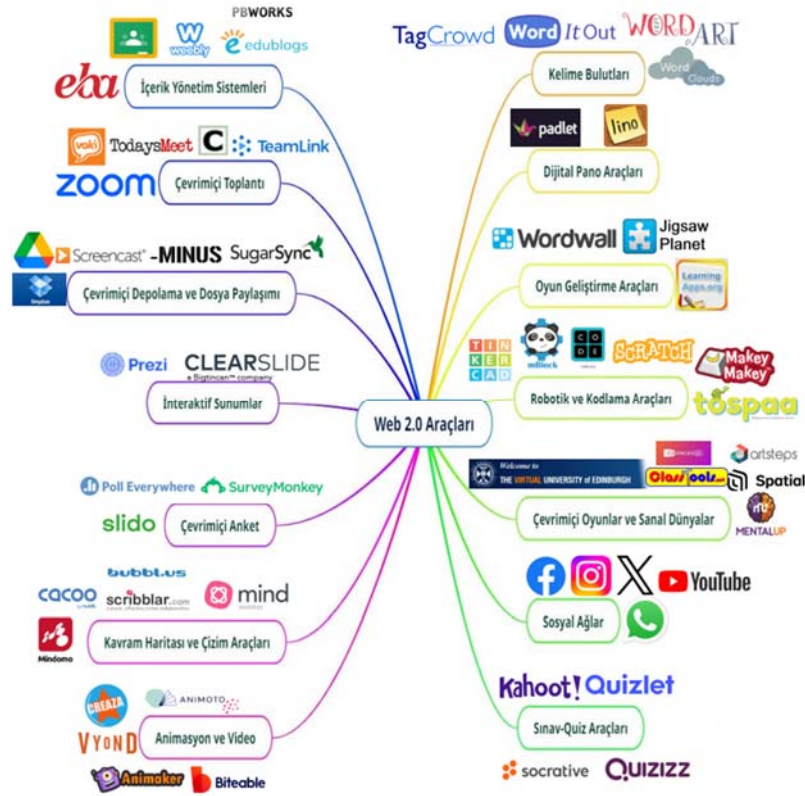 PBWORKS
weebly
edublogs
eba
İçerik Yönetim Sistemleri
voki
TodaysMeet
C
TeamLink
ZOOM
Çevrimiçi Toplantı
Screencast
-MINUS
SugarSync
Dropbox
Çevrimiçi Depolama ve Dosya Paylaşımı
Prezi
CLEARSLIDE
a Bigtincan™ company
İnteraktif Sunumlar
Poll Everywhere
SurveyMonkey
slido
Çevrimiçi Anket
bubbl.us
cacoo
scribblar.com
mind
Mindomo
Kavram Haritası ve Çizim Araçları
CREAZA
ANIMOTO
VYOND
Animasyon ve Video
Animaker
Biteable
Web 2.0 Araçları
TagCrowd
Word It Out
WORD ART
Word Clouds
Kelime Bulutları
padlet
lino
Dijital Pano Araçları
Wordwall
Jigsaw
Planet
Oyun Geliştirme Araçları
Learning
Apps.org
TIN
KER
CAD
mBlock
CODE
SCRATCH
Makey
Makey
Robotik ve Kodlama Araçları
tospaa
Welcome to
THE VIRTUAL UNIVERSITY of EDINBURGH
ClassTools.net
artsteps
Spatial
Çevrimiçi Oyunlar ve Sanal Dünyalar
MENTALUP
YouTube
Sosyal Ağlar
Kahoot!
Quizlet
Sınav-Quiz Araçları
socrative
QUIZIZZ